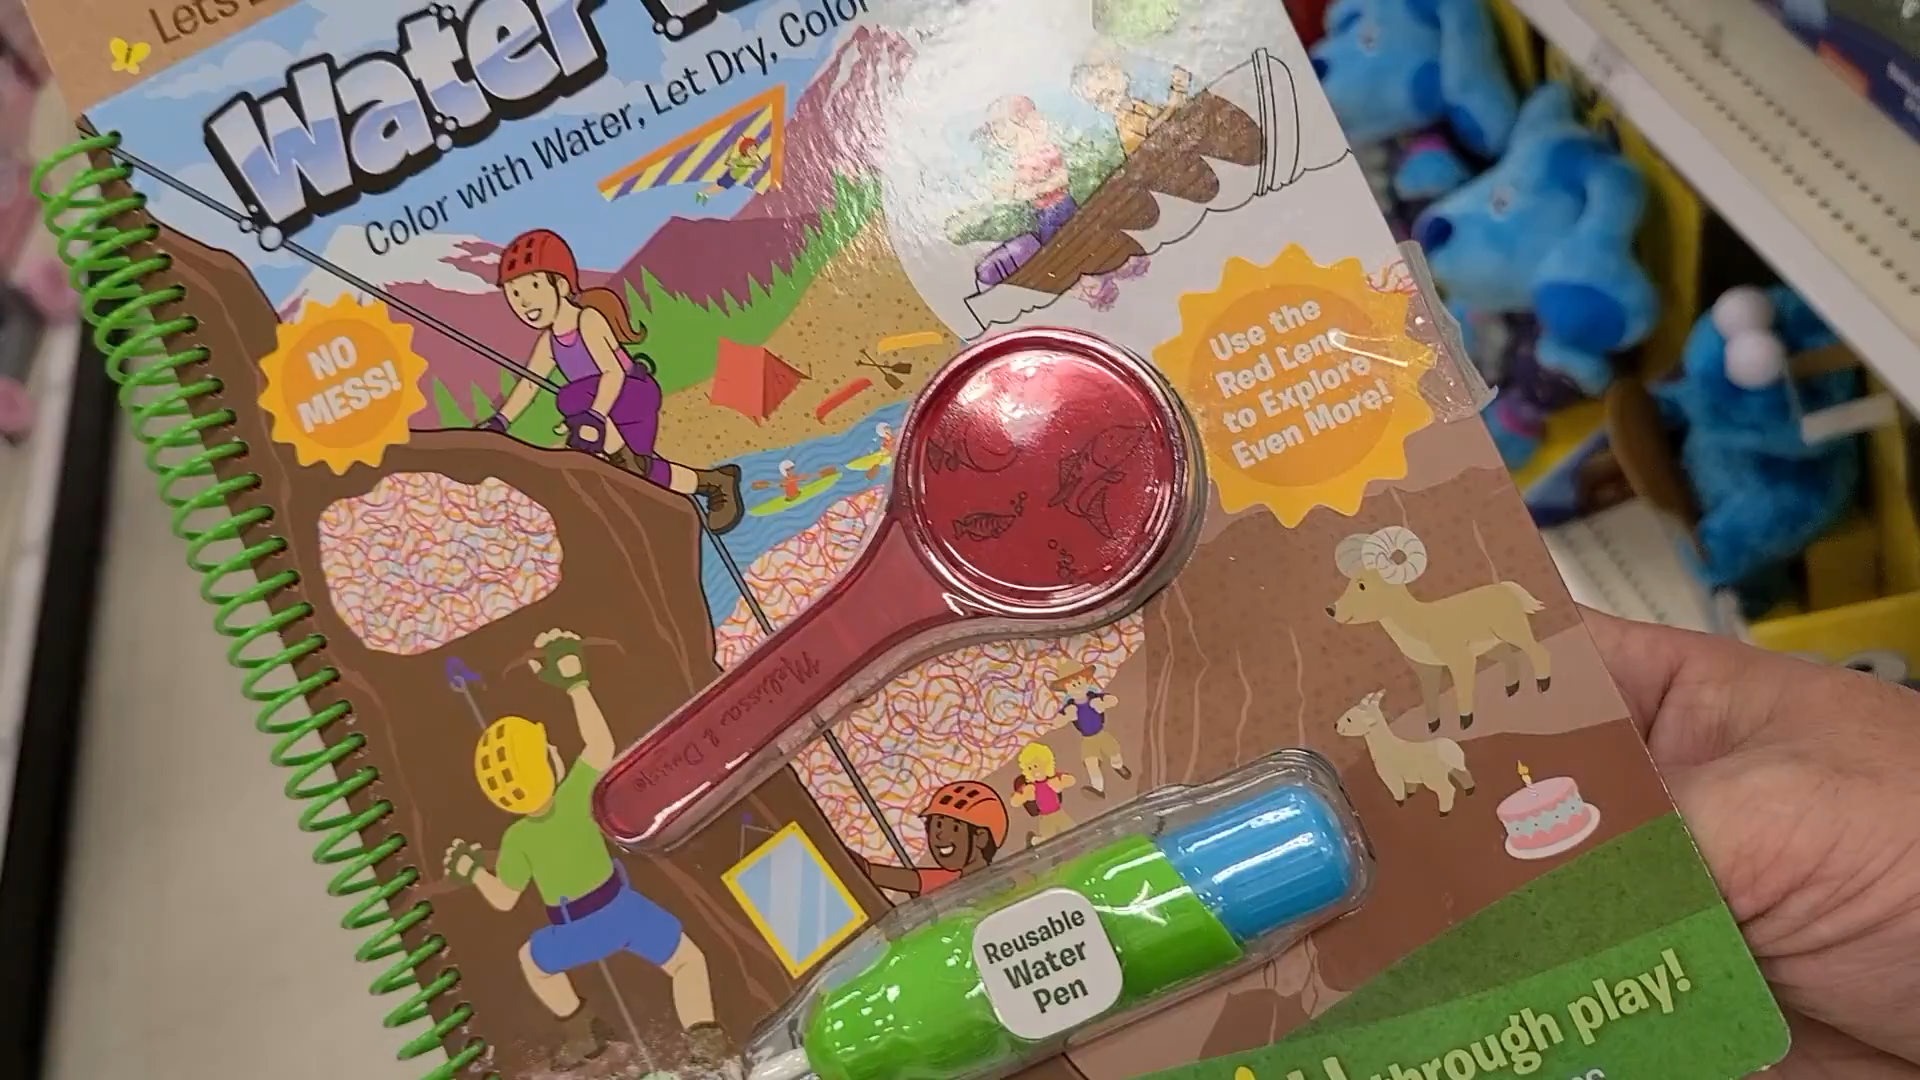 Lets
Water
Color with Water, Let Dry, Color
NO
MESS!
Use the
Red Lens
to Explore
Even More!
Melissa & Doug®
Reusable
Water
Pen
through play!